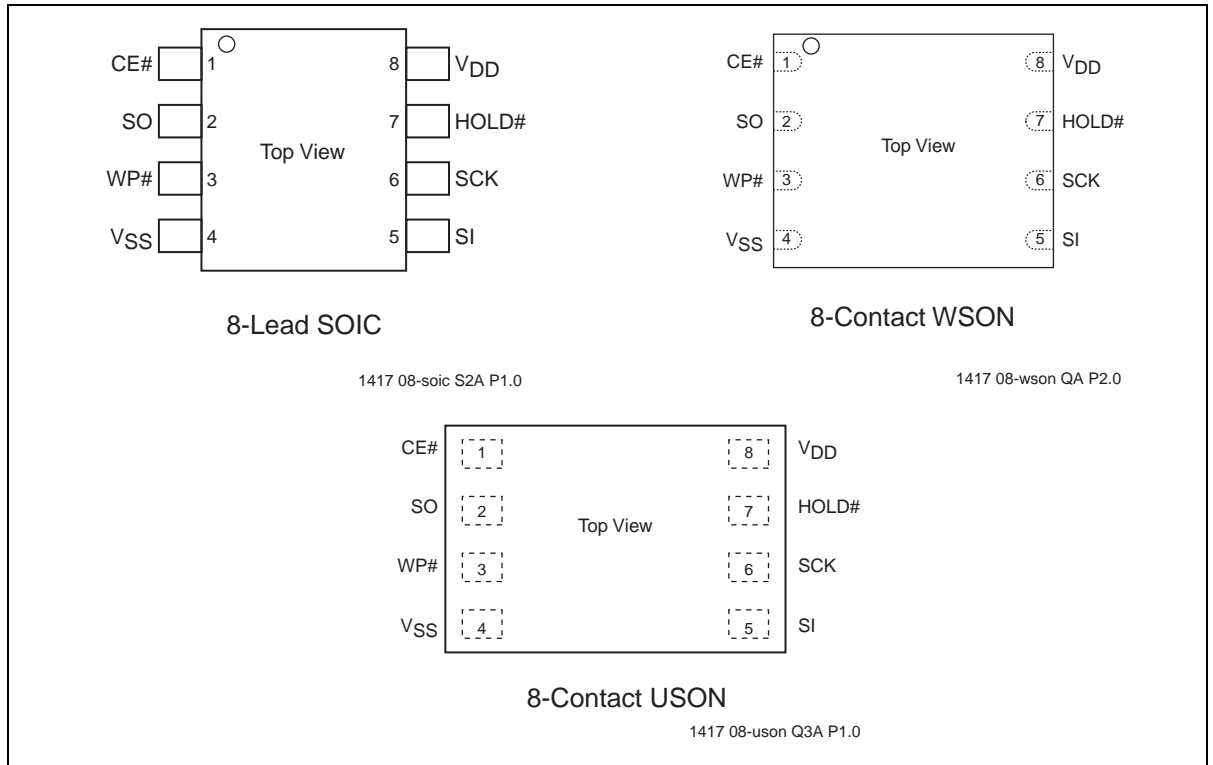 CE# 1 8 VDD
SO 2 7 HOLD#
Top View
WP# 3 6 SCK
VSS 4 5 SI
8-Lead SOIC
1417 08-soic S2A P1.0
CE# 1 8 VDD
SO 2 7 HOLD#
Top View
WP# 3 6 SCK
VSS 4 5 SI
8-Contact WSON
1417 08-wson QA P2.0
CE# 1 8 VDD
SO 2 7 HOLD#
Top View
WP# 3 6 SCK
VSS 4 5 SI
8-Contact USON
1417 08-uson Q3A P1.0